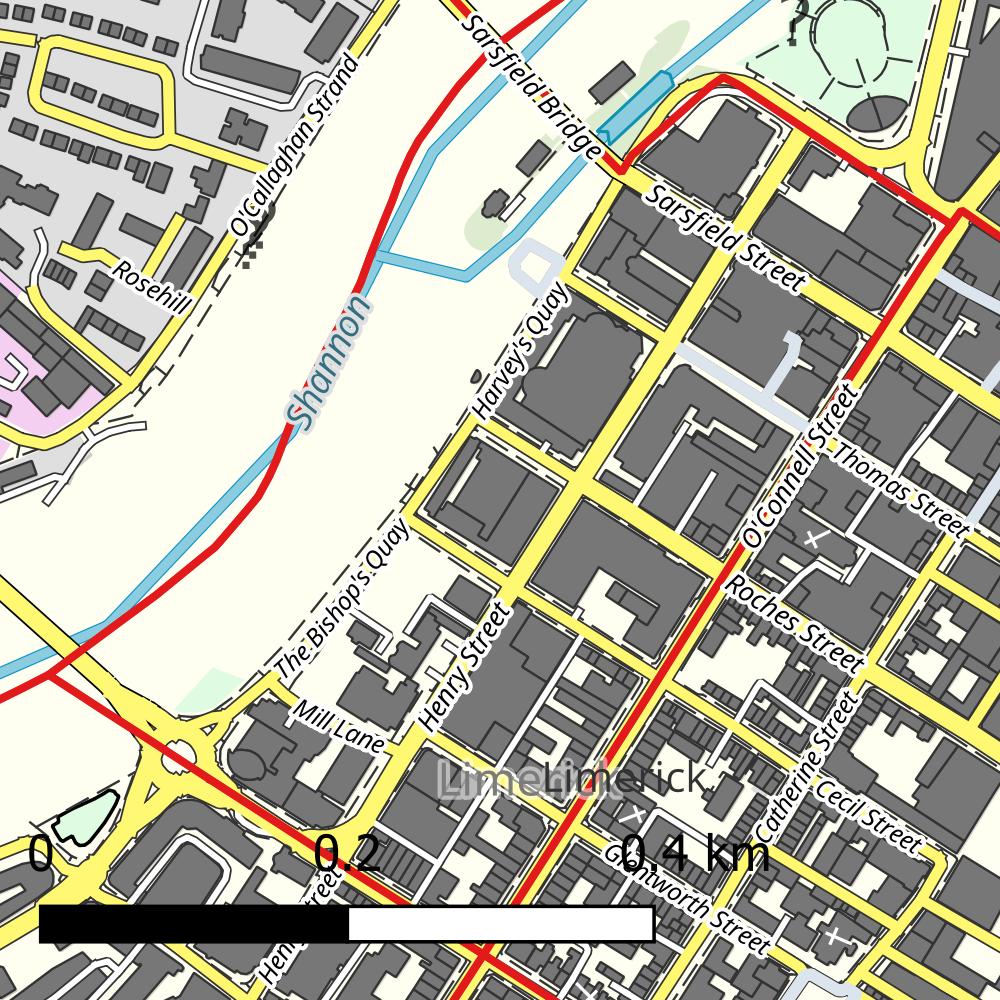 Sarsfield Bridge
O'Callaghan Strand
Sarsfield Street
Rosehill
Shannon
Harvey's Quay
O'Connell Street
Thomas Street
The Bishop's Quay
Roches Street
Henry Street
Mill Lane
Catherine Street
Limerick
Cecil Street
Glentworth Street
0 0.2 0.4 km